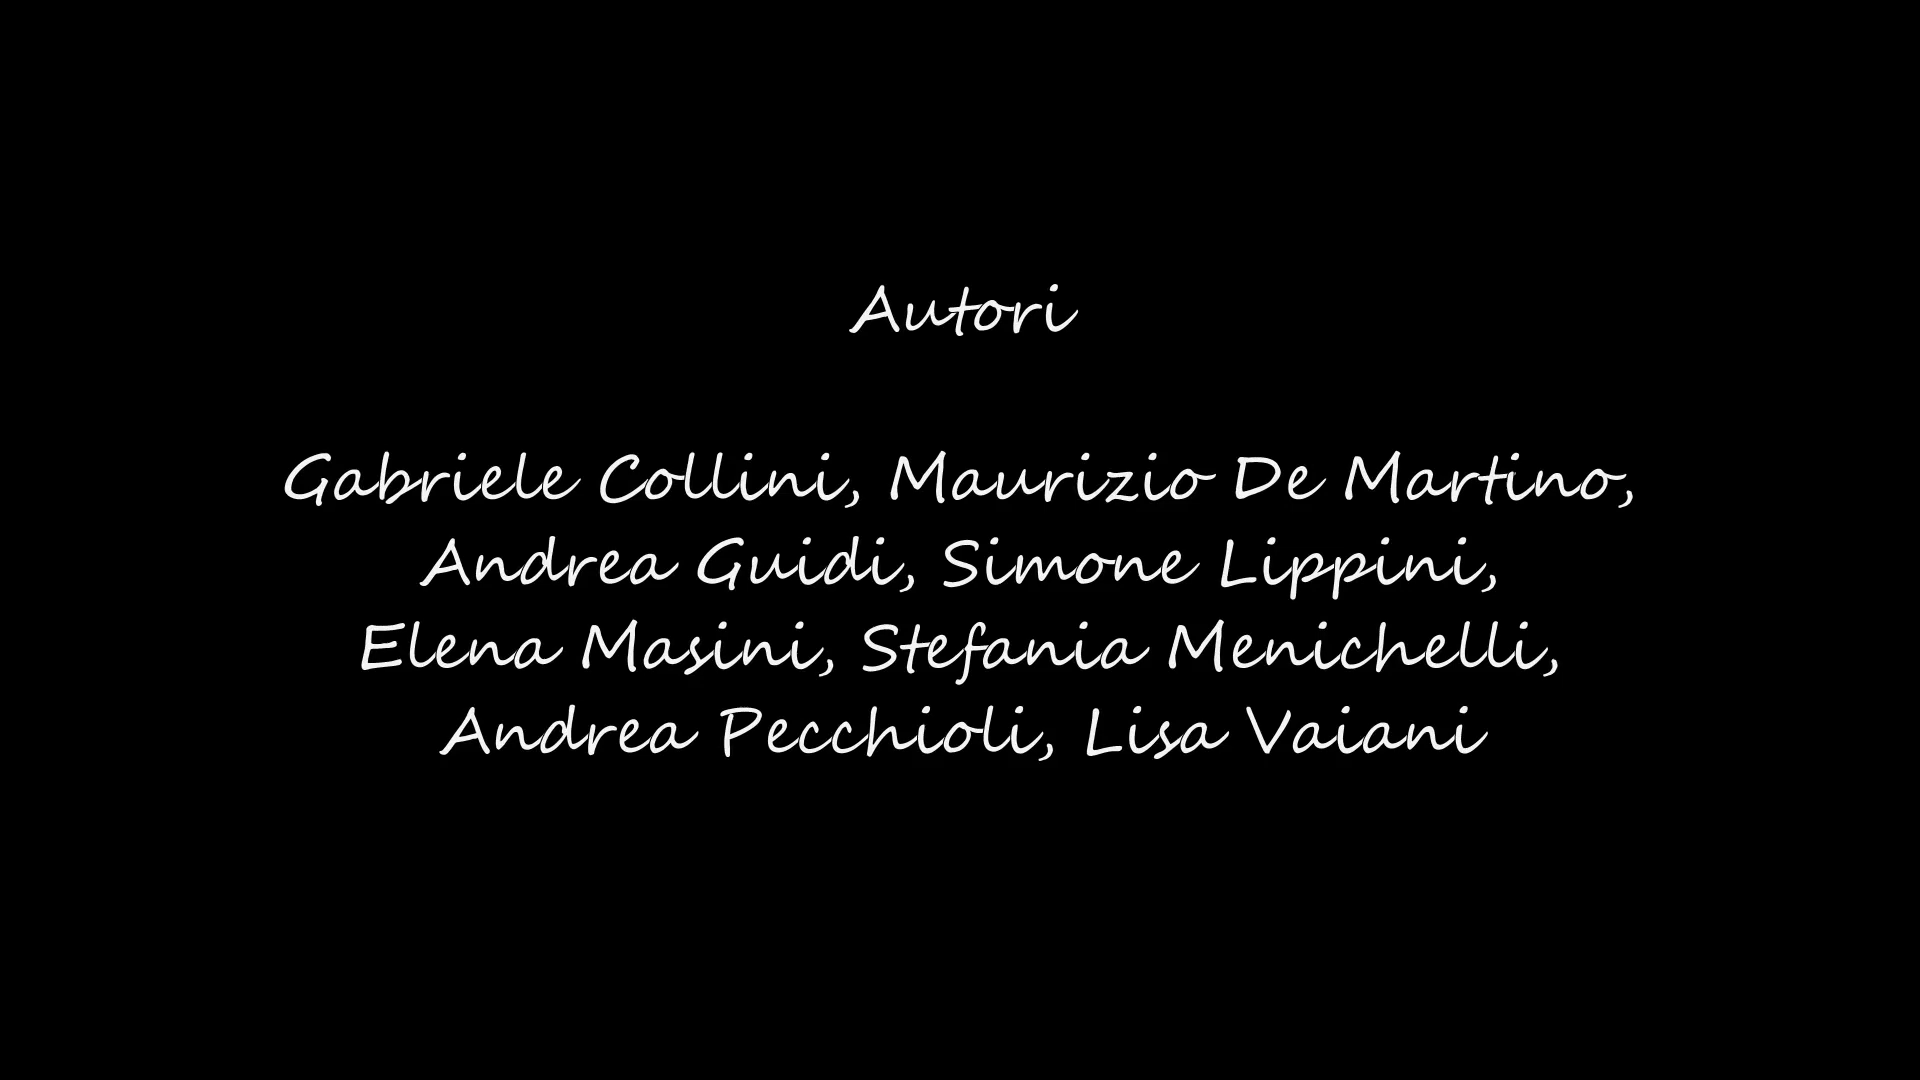 Autori
Gabriele Collini, Maurizio De Martino,
Andrea Guidi, Simone Lippini,
Elena Masini, Stefania Menichelli,
Andrea Pecchioli, Lisa Vaiani